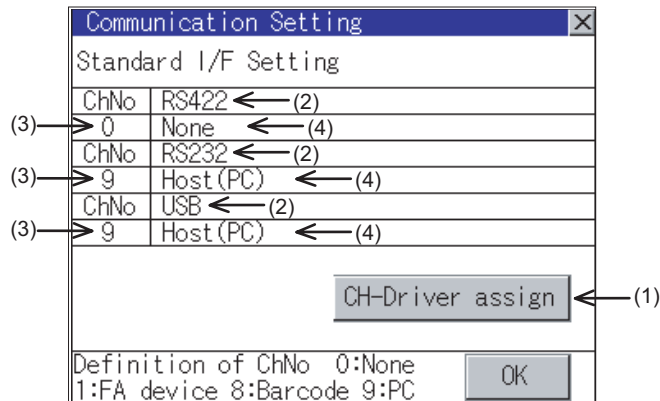 Communication Setting
Standard I/F Setting
ChNo RS422 (2)
(3) 0 None (4)
ChNo RS232 (2)
(3) 9 Host(PC) (4)
ChNo USB (2)
(3) 9 Host(PC) (4)
CH-Driver assign (1)
Definition of ChNo 0:None
1:FA device 8:Barcode 9:PC
OK